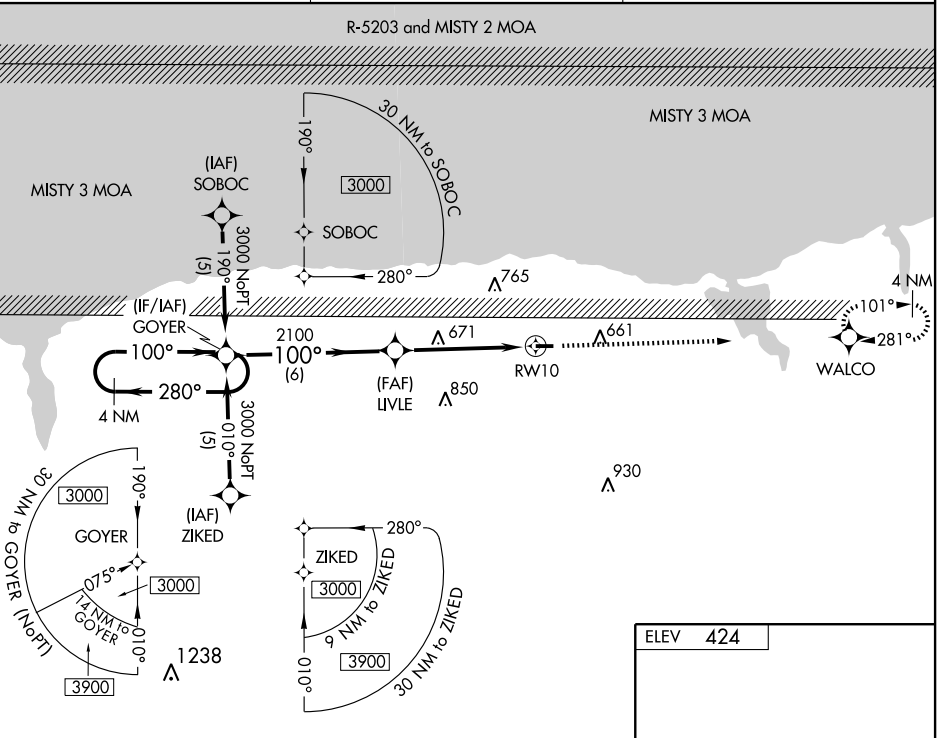 R-5203 and MISTY 2 MOA
MISTY 3 MOA
MISTY 3 MOA
30 NM to SOBOC
190°
3000
SOBOC
280°
(IAF)
SOBOC
3000 NoPT
190°
(5)
765
(IF/IAF)
GOYER
100°
280°
4 NM
2100
100°
(6)
(FAF)
LIVLE
671
850
RW10
661
4 NM
101°
281°
WALCO
930
3000 NoPT
010°
(5)
(IAF)
ZIKED
30 NM to GOYER (NoPT)
3000
190°
GOYER
075°
3000
14 NM to
GOYER
010°
3900
1238
280°
ZIKED
3000
9 NM to ZIKED
010°
3900
30 NM to ZIKED
ELEV 424